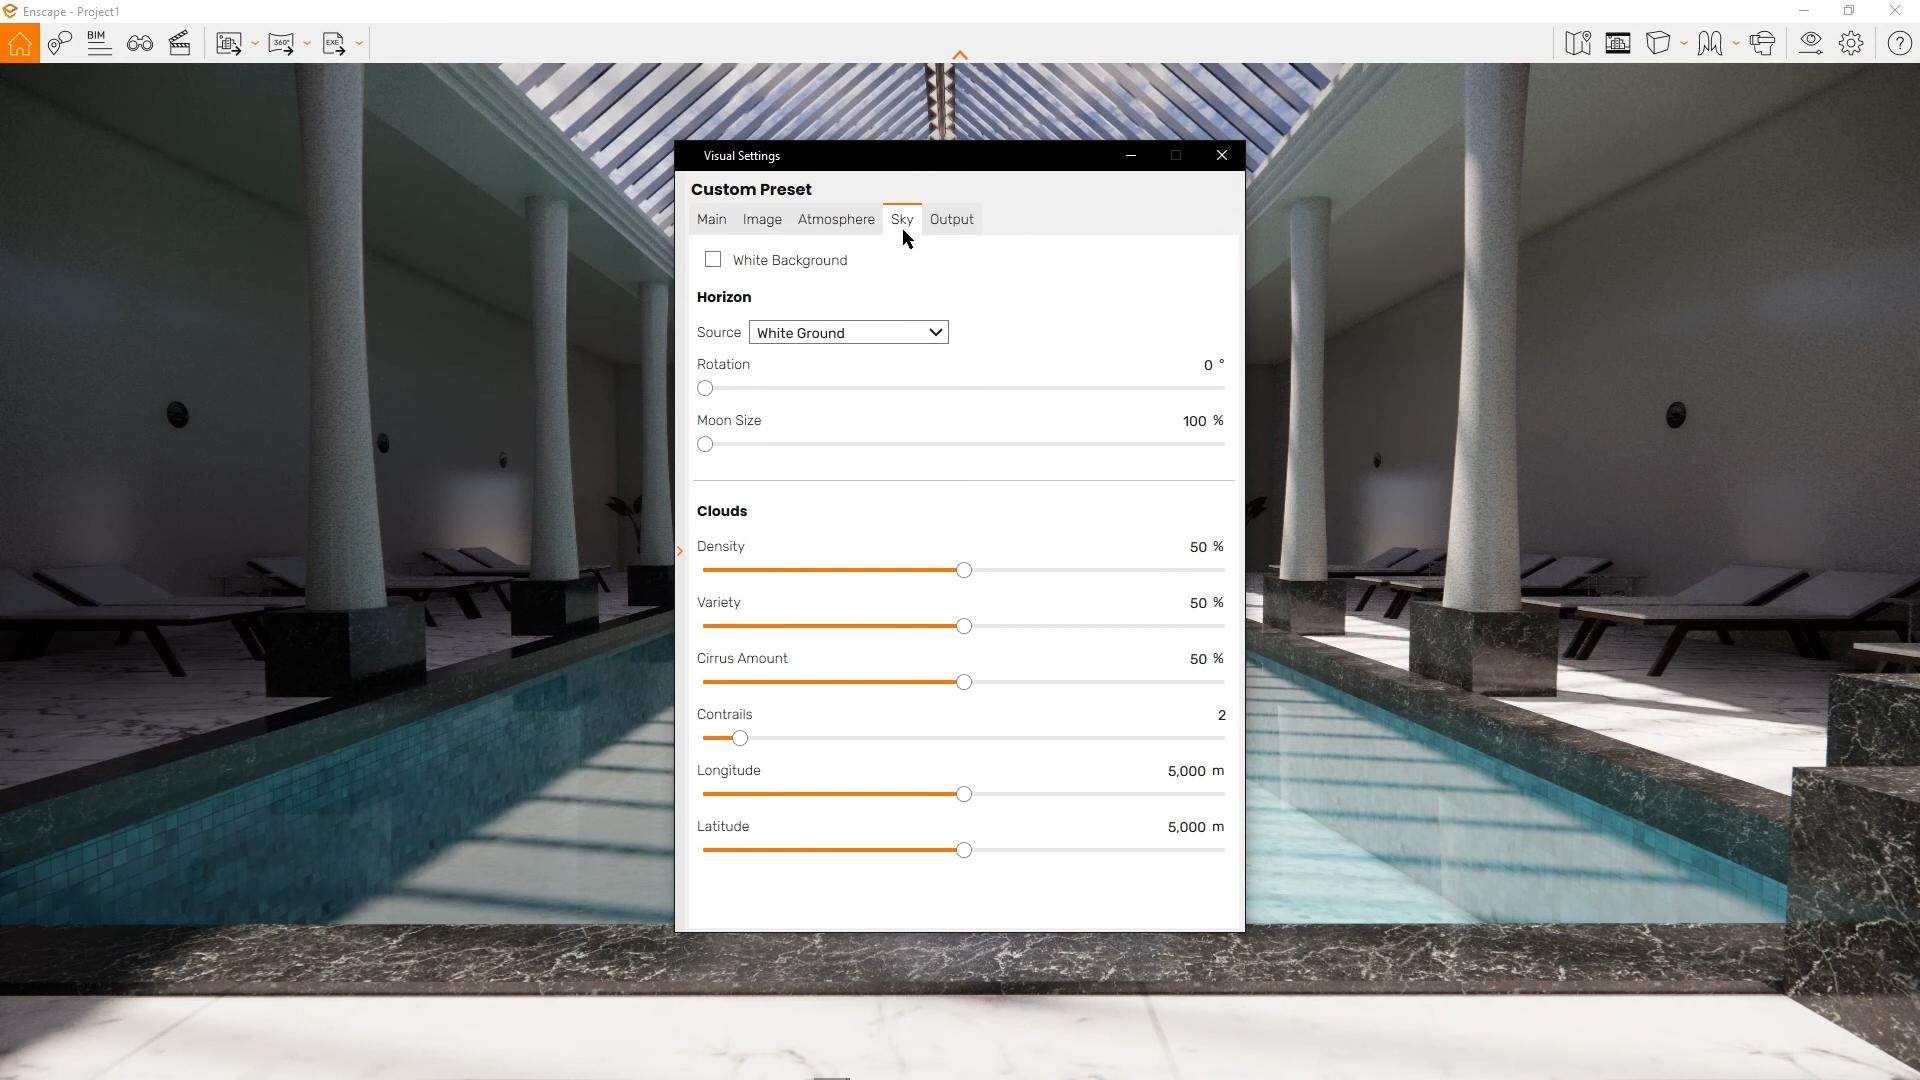 Enscape - Project1
BIM
360°
EXE
Visual Settings
Custom Preset
Main Image Atmosphere Sky Output
White Background
Horizon
Source White Ground
Rotation 0 °
Moon Size 100 %
Clouds
Density 50 %
Variety 50 %
Cirrus Amount 50 %
Contrails 2
Longitude 5,000 m
Latitude 5,000 m